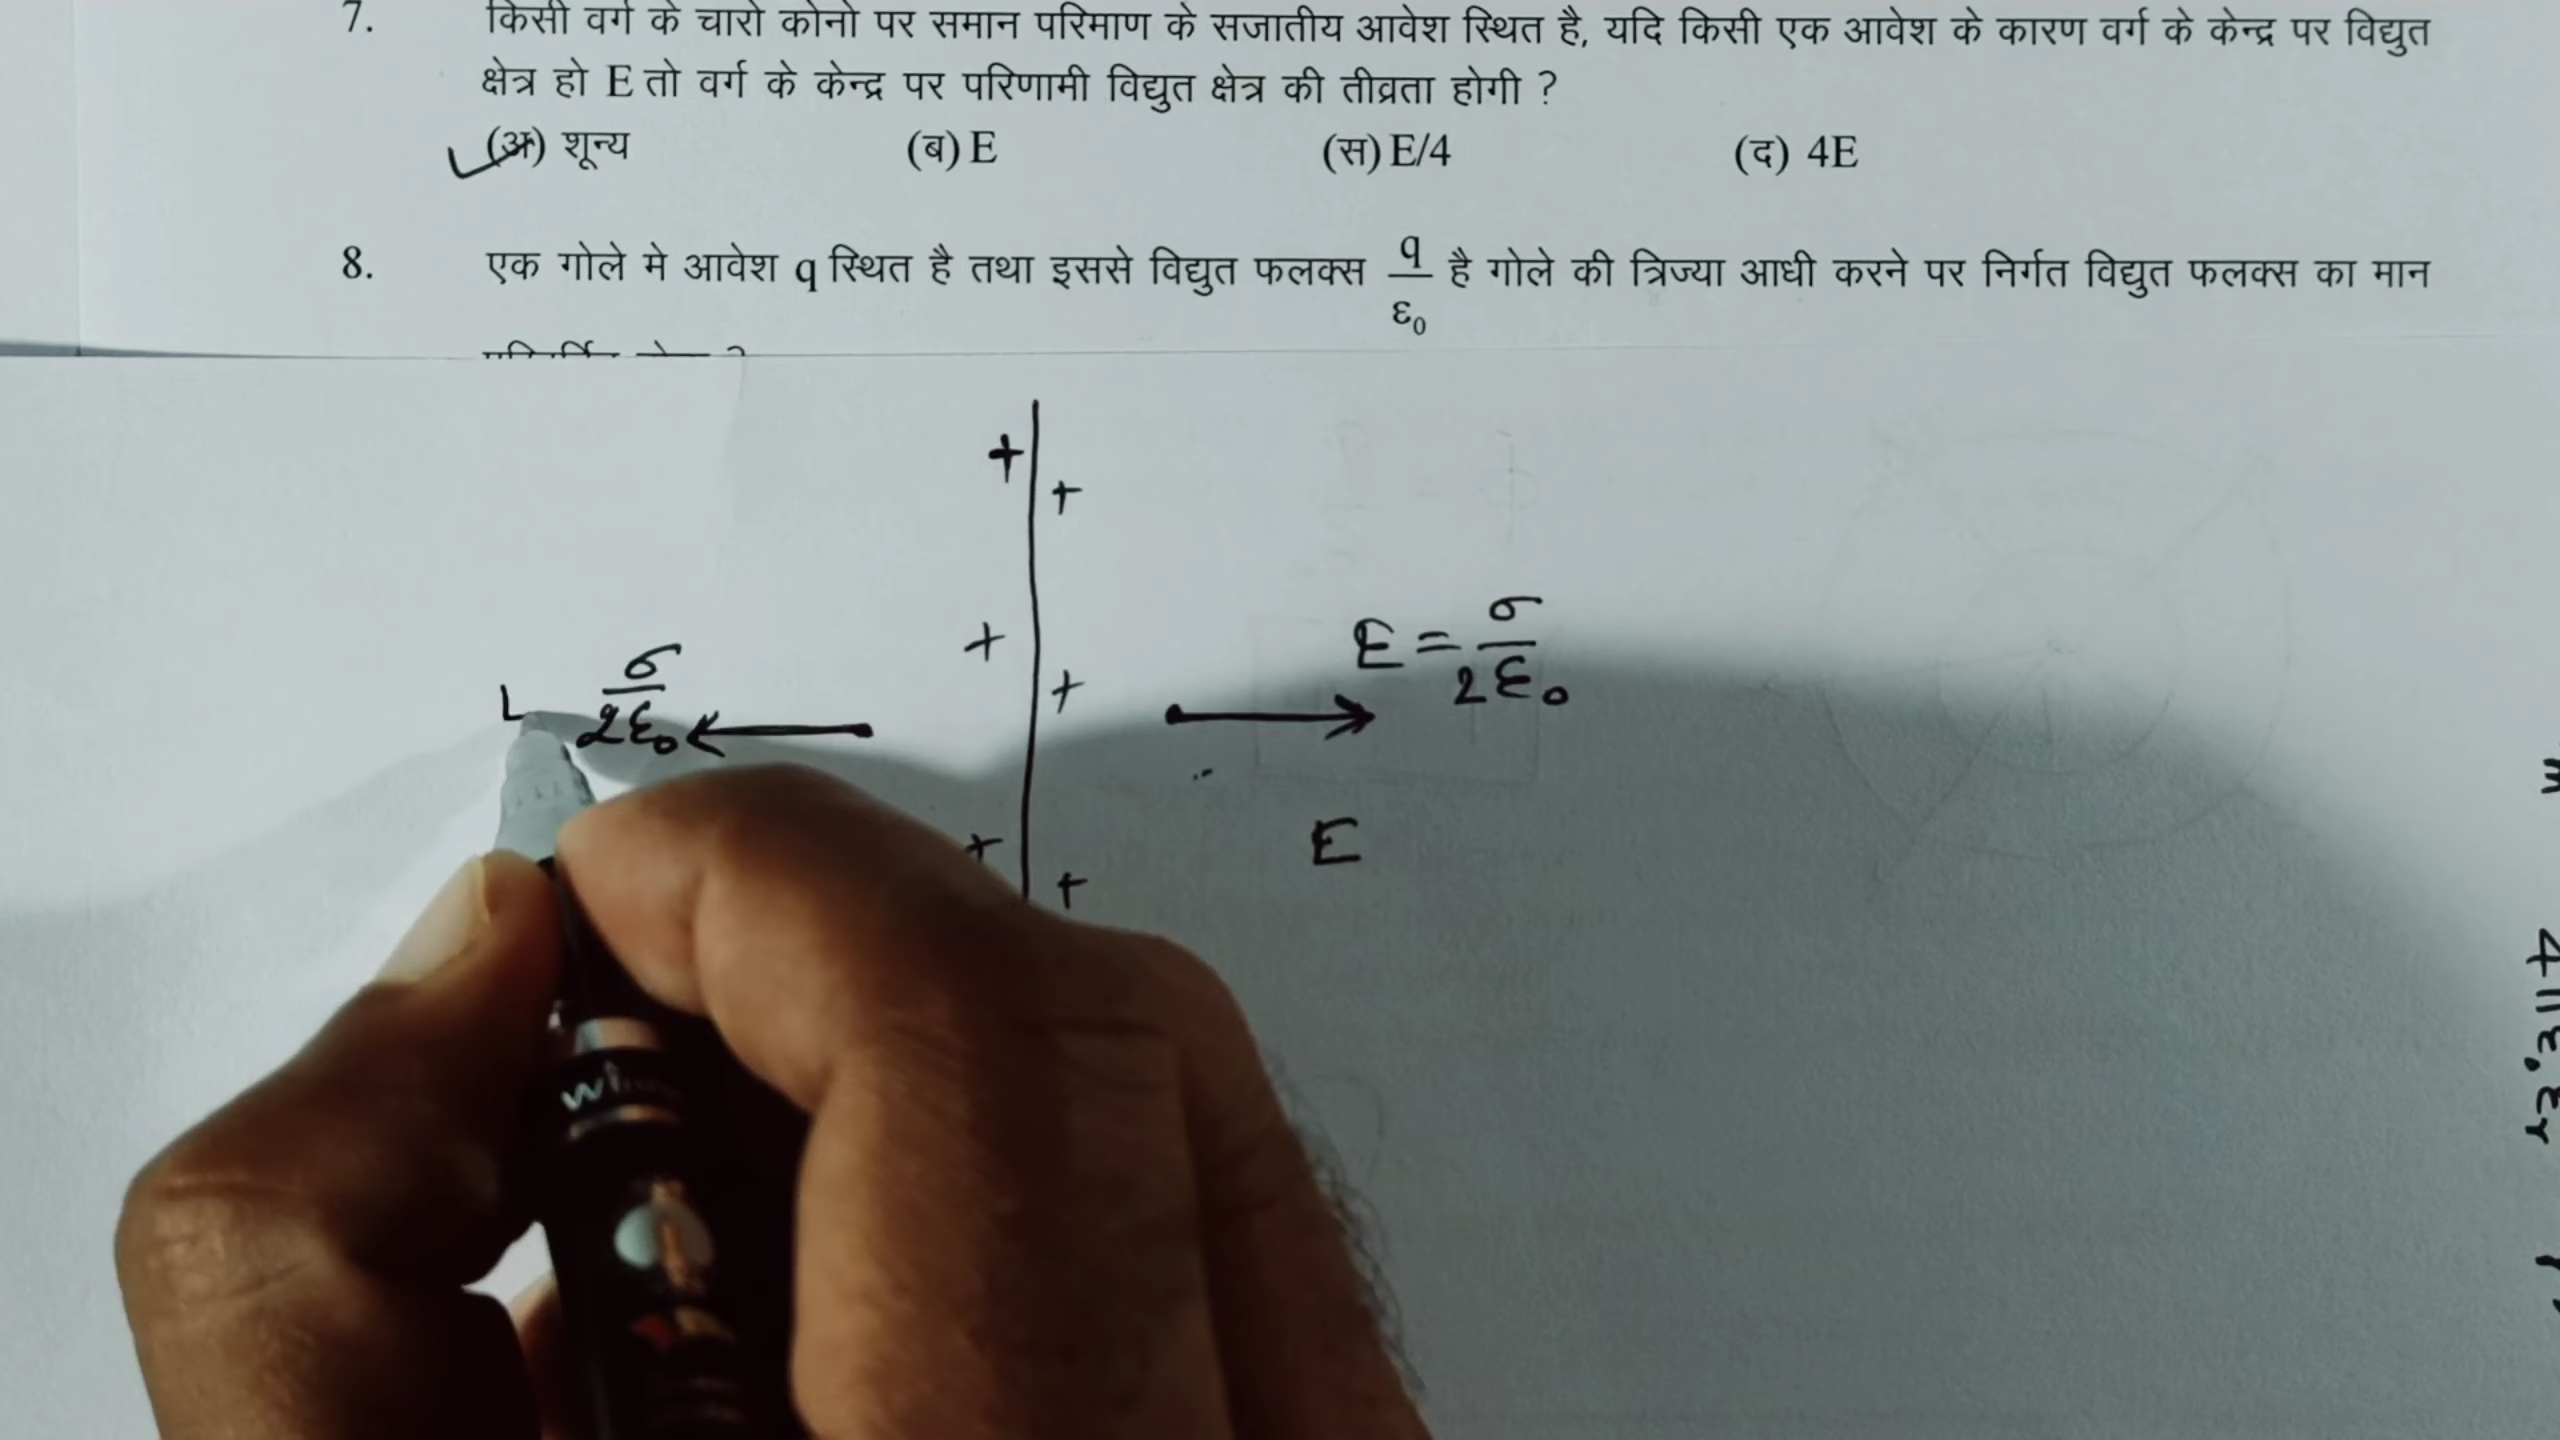 7. किसी वर्ग के चारो कोनो पर समान परिमाण के सजातीय आवेश स्थित है, यदि किसी एक आवेश के कारण वर्ग के केन्द्र पर विद्युत
क्षेत्र हो E तो वर्ग के केन्द्र पर परिणामी विद्युत क्षेत्र की तीव्रता होगी ?
(अ) शून्य (ब) E (स) E/4 (द) 4E
8. एक गोले मे आवेश q स्थित है तथा इससे विद्युत फलक्स q/ε₀ है गोले की त्रिज्या आधी करने पर निर्गत विद्युत फलक्स का मान
+
+
+ E = σ/2ε₀
σ/2ε₀ +
+ E
+